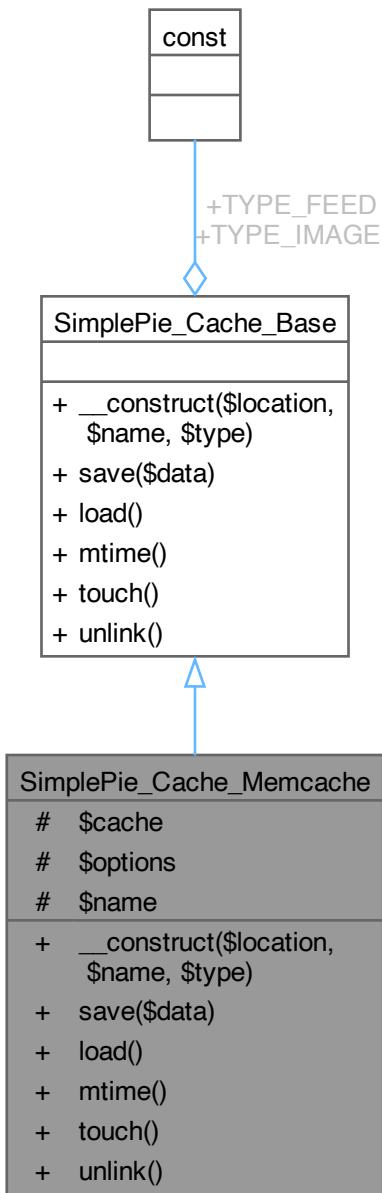 const
+TYPE_FEED
+TYPE_IMAGE
SimplePie_Cache_Base
+ __construct($location,
$name, $type)
+ save($data)
+ load()
+ mtime()
+ touch()
+ unlink()
SimplePie_Cache_Memcache
# $cache
# $options
# $name
+ __construct($location,
$name, $type)
+ save($data)
+ load()
+ mtime()
+ touch()
+ unlink()